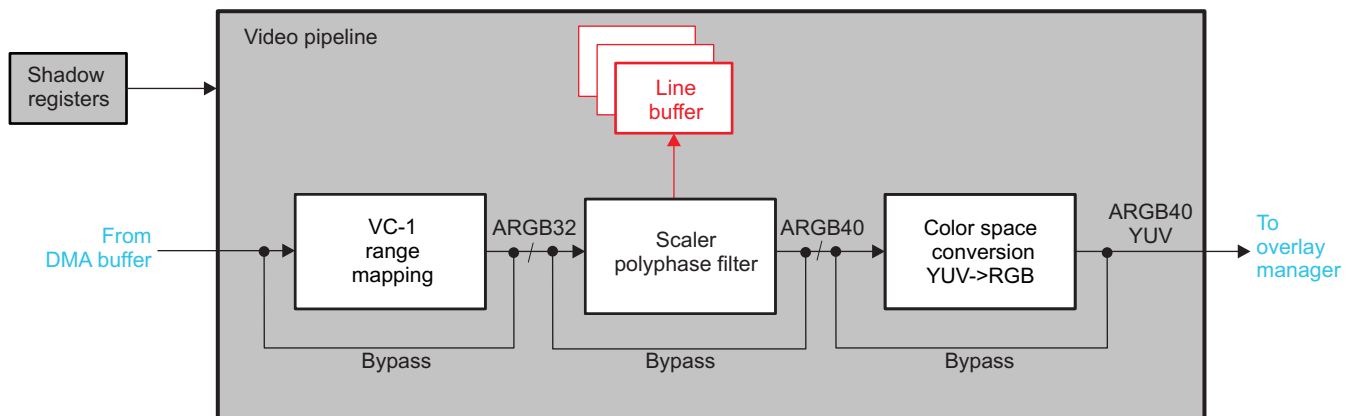 Video pipeline
Shadow
registers
Line
buffer
From
DMA buffer
VC-1
range
mapping
ARGB32
Scaler
polyphase filter
ARGB40
Color space
conversion
YUV->RGB
ARGB40
YUV
To
overlay
manager
Bypass
Bypass
Bypass